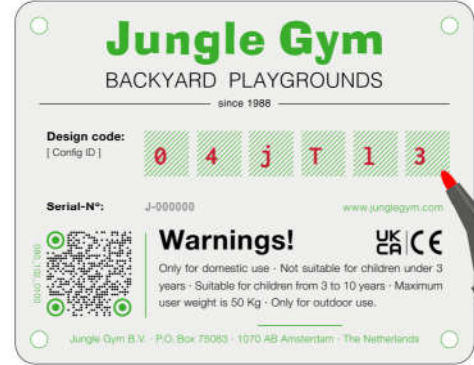 Jungle Gym
BACKYARD PLAYGROUNDS
since 1988
Design code:
[ Config ID ]
0 4 j T l 3
Serial-Nº:
J-000000
www.junglegym.com
Warnings!
UK CA CE
Only for domestic use · Not suitable for children under 3
years · Suitable for children from 3 to 10 years · Maximum
user weight is 50 Kg · Only for outdoor use.
Jungle Gym B.V. · P.O. Box 75063 · 1070 AB Amsterdam · The Netherlands